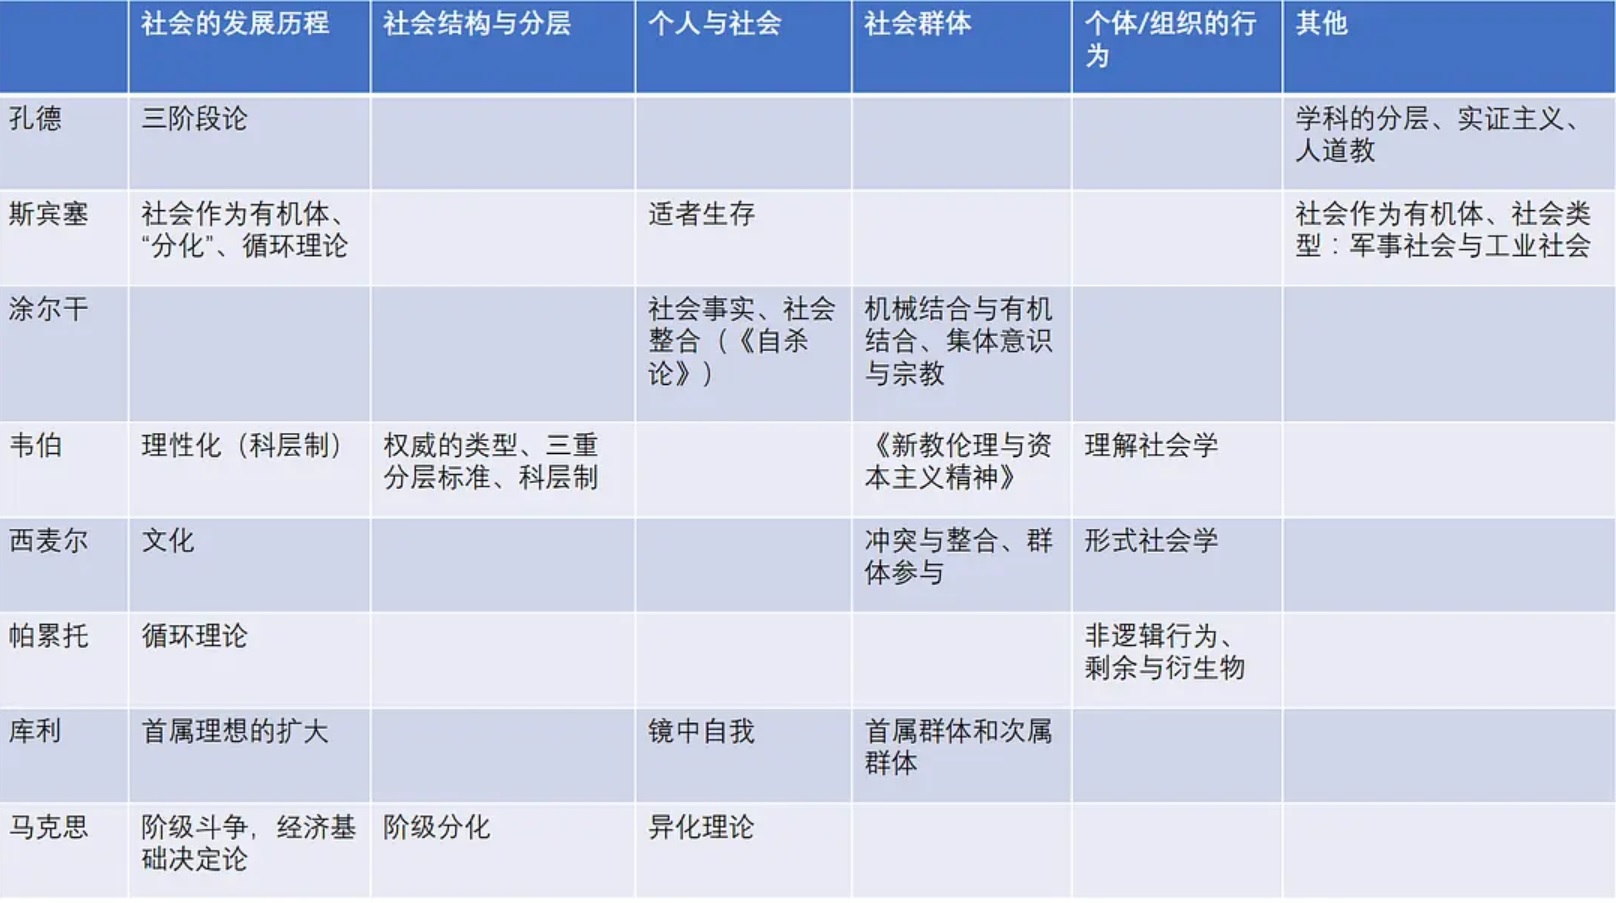 社会的发展历程 社会结构与分层 个人与社会 社会群体 个体/组织的行为 其他
孔德 三阶段论 学科的分层、实证主义、
人道教
斯宾塞 社会作为有机体、 适者生存 社会作为有机体、社会类
“分化”、循环理论 型：军事社会与工业社会
涂尔干 社会事实、社会 机械结合与有机
整合（《自杀 结合、集体意识
论》） 与宗教
韦伯 理性化（科层制） 权威的类型、三重 《新教伦理与资 理解社会学
分层标准、科层制 本主义精神》
西麦尔 文化 冲突与整合、群 形式社会学
体参与
帕累托 循环理论 非逻辑行为、
剩余与衍生物
库利 首属理想的扩大 镜中自我 首属群体和次属
群体
马克思 阶级斗争，经济基 阶级分化 异化理论
础决定论